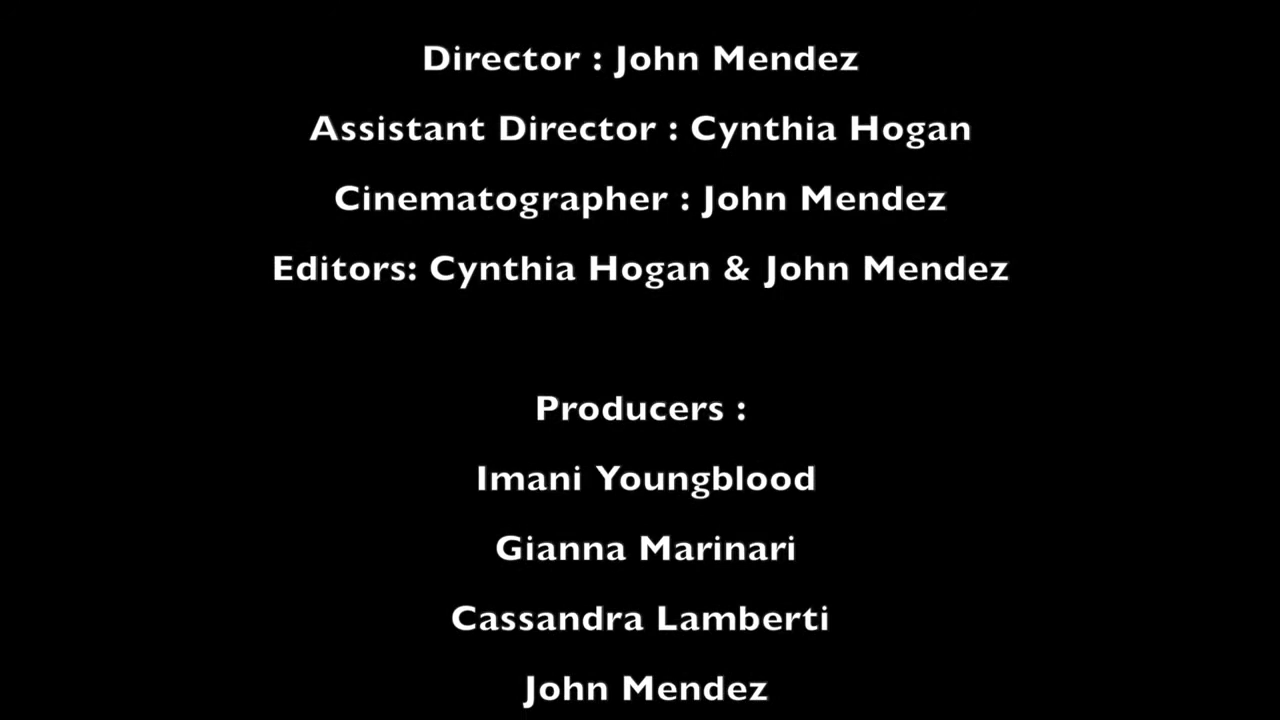 Director : John Mendez
Assistant Director : Cynthia Hogan
Cinematographer : John Mendez
Editors: Cynthia Hogan & John Mendez
Producers :
Imani Youngblood
Gianna Marinari
Cassandra Lamberti
John Mendez